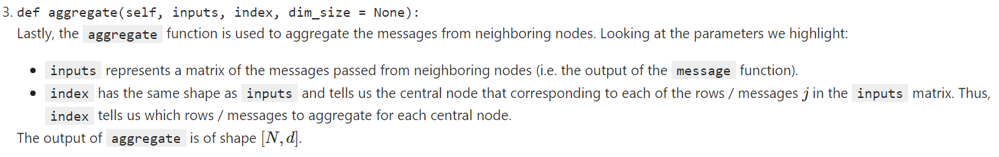 3. def aggregate(self, inputs, index, dim_size = None):
Lastly, the aggregate function is used to aggregate the messages from neighboring nodes. Looking at the parameters we highlight:
• inputs represents a matrix of the messages passed from neighboring nodes (i.e. the output of the message function).
• index has the same shape as inputs and tells us the central node that corresponding to each of the rows / messages j in the inputs matrix. Thus,
index tells us which rows / messages to aggregate for each central node.
The output of aggregate is of shape [N, d].